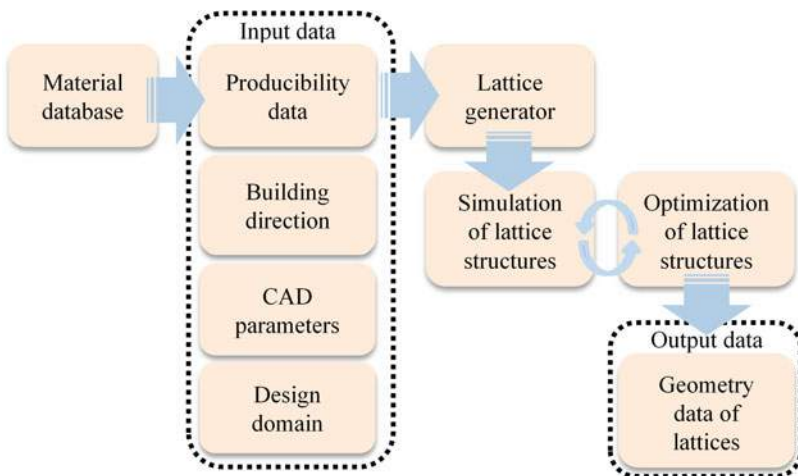 Input data
Material
database
Producibility
data
Lattice
generator
Building
direction
Simulation
of lattice
structures
Optimization
of lattice
structures
CAD
parameters
Design
domain
Output data
Geometry
data of
lattices